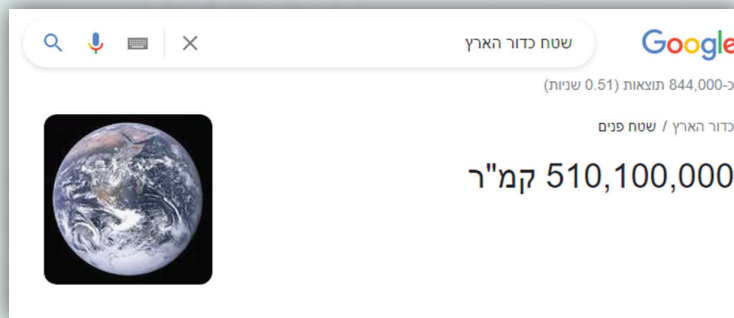 Google
שטח כדור הארץ
כ-844,000 תוצאות (0.51 שניות)
כדור הארץ / שטח פנים
510,100,000 קמ"ר